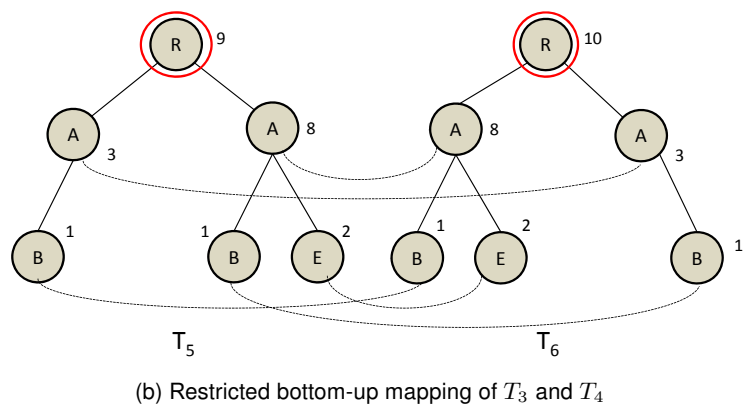 R 9 R 10
A 3 A 8 A 8 A 3
B 1 1 B E 2 B 1 E 2 B 1
T5 T6
(b) Restricted bottom-up mapping of T3 and T4